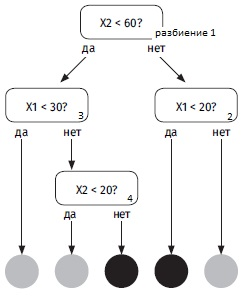 X2 < 60?
разбиение 1
да нет
X1 < 30?
3
X1 < 20?
2
да нет
да нет
X2 < 20?
4
да нет